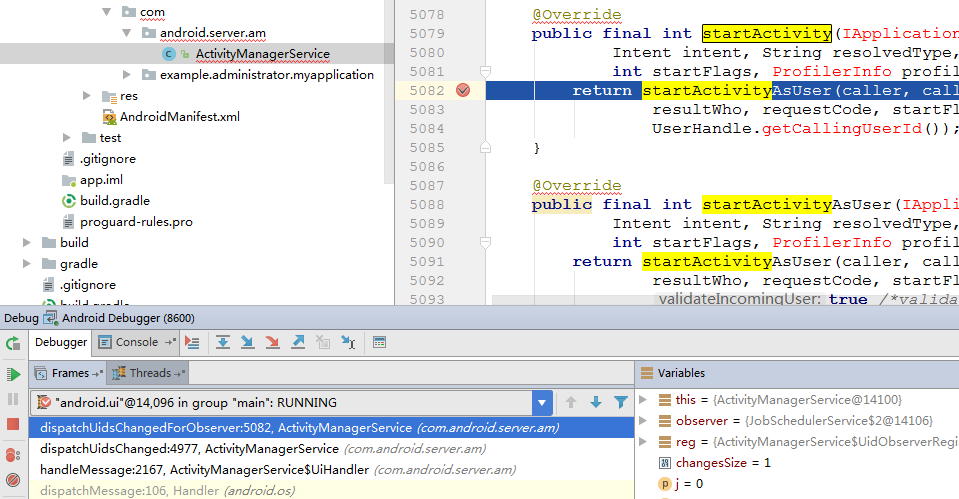 com
android.server.am
ActivityManagerService
example.administrator.myapplication
res
AndroidManifest.xml
test
.gitignore
app.iml
build.gradle
proguard-rules.pro
build
gradle
.gitignore
build.gradle
5078 @Override
5079 public final int startActivity(IApplication
5080 Intent intent, String resolvedType,
5081 int startFlags, ProfilerInfo profil
5082 return startActivityAsUser(caller, call
5083 resultWho, requestCode, startFl
5084 UserHandle.getCallingUserId());
5085 }
5086
5087 @Override
5088 public final int startActivityAsUser(IAppli
5089 Intent intent, String resolvedType,
5090 int startFlags, ProfilerInfo profil
5091 return startActivityAsUser(caller, call
5092 resultWho, requestCode, startFl
5093 validateIncomingUser: true /*valida
Debug Android Debugger (8600)
Debugger Console
Frames Threads
"android.ui"@14,096 in group "main": RUNNING
dispatchUidsChangedForObserver:5082, ActivityManagerService (com.android.server.am)
dispatchUidsChanged:4977, ActivityManagerService (com.android.server.am)
handleMessage:2167, ActivityManagerService$UiHandler (com.android.server.am)
dispatchMessage:106, Handler (android.os)
Variables
this = {ActivityManagerService@14100}
observer = {JobSchedulerService$2@14106}
reg = {ActivityManagerService$UidObserverRegi
changesSize = 1
j = 0